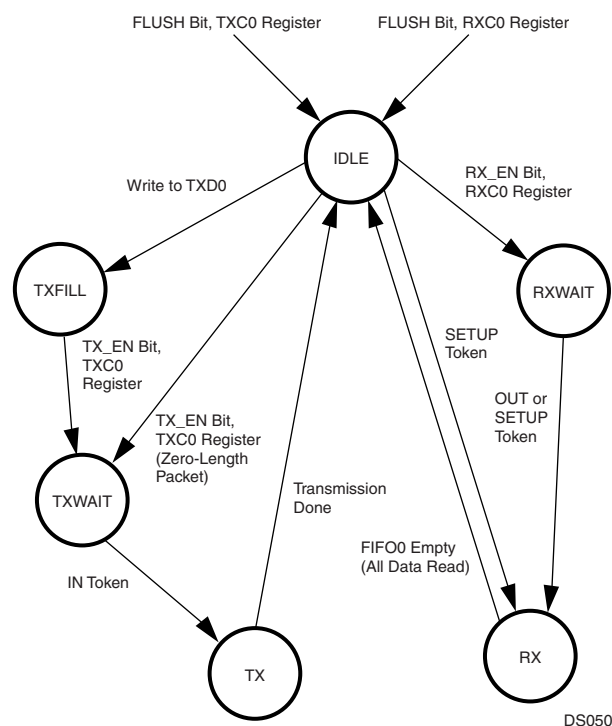 FLUSH Bit, TXC0 Register
FLUSH Bit, RXC0 Register
IDLE
RX_EN Bit,
RXC0 Register
Write to TXD0
TXFILL
RXWAIT
SETUP
Token
TX_EN Bit,
TXC0
Register
OUT or
SETUP
Token
TX_EN Bit,
TXC0 Register
(Zero-Length
Packet)
TXWAIT
Transmission
Done
FIFO0 Empty
(All Data Read)
IN Token
TX
RX
DS050